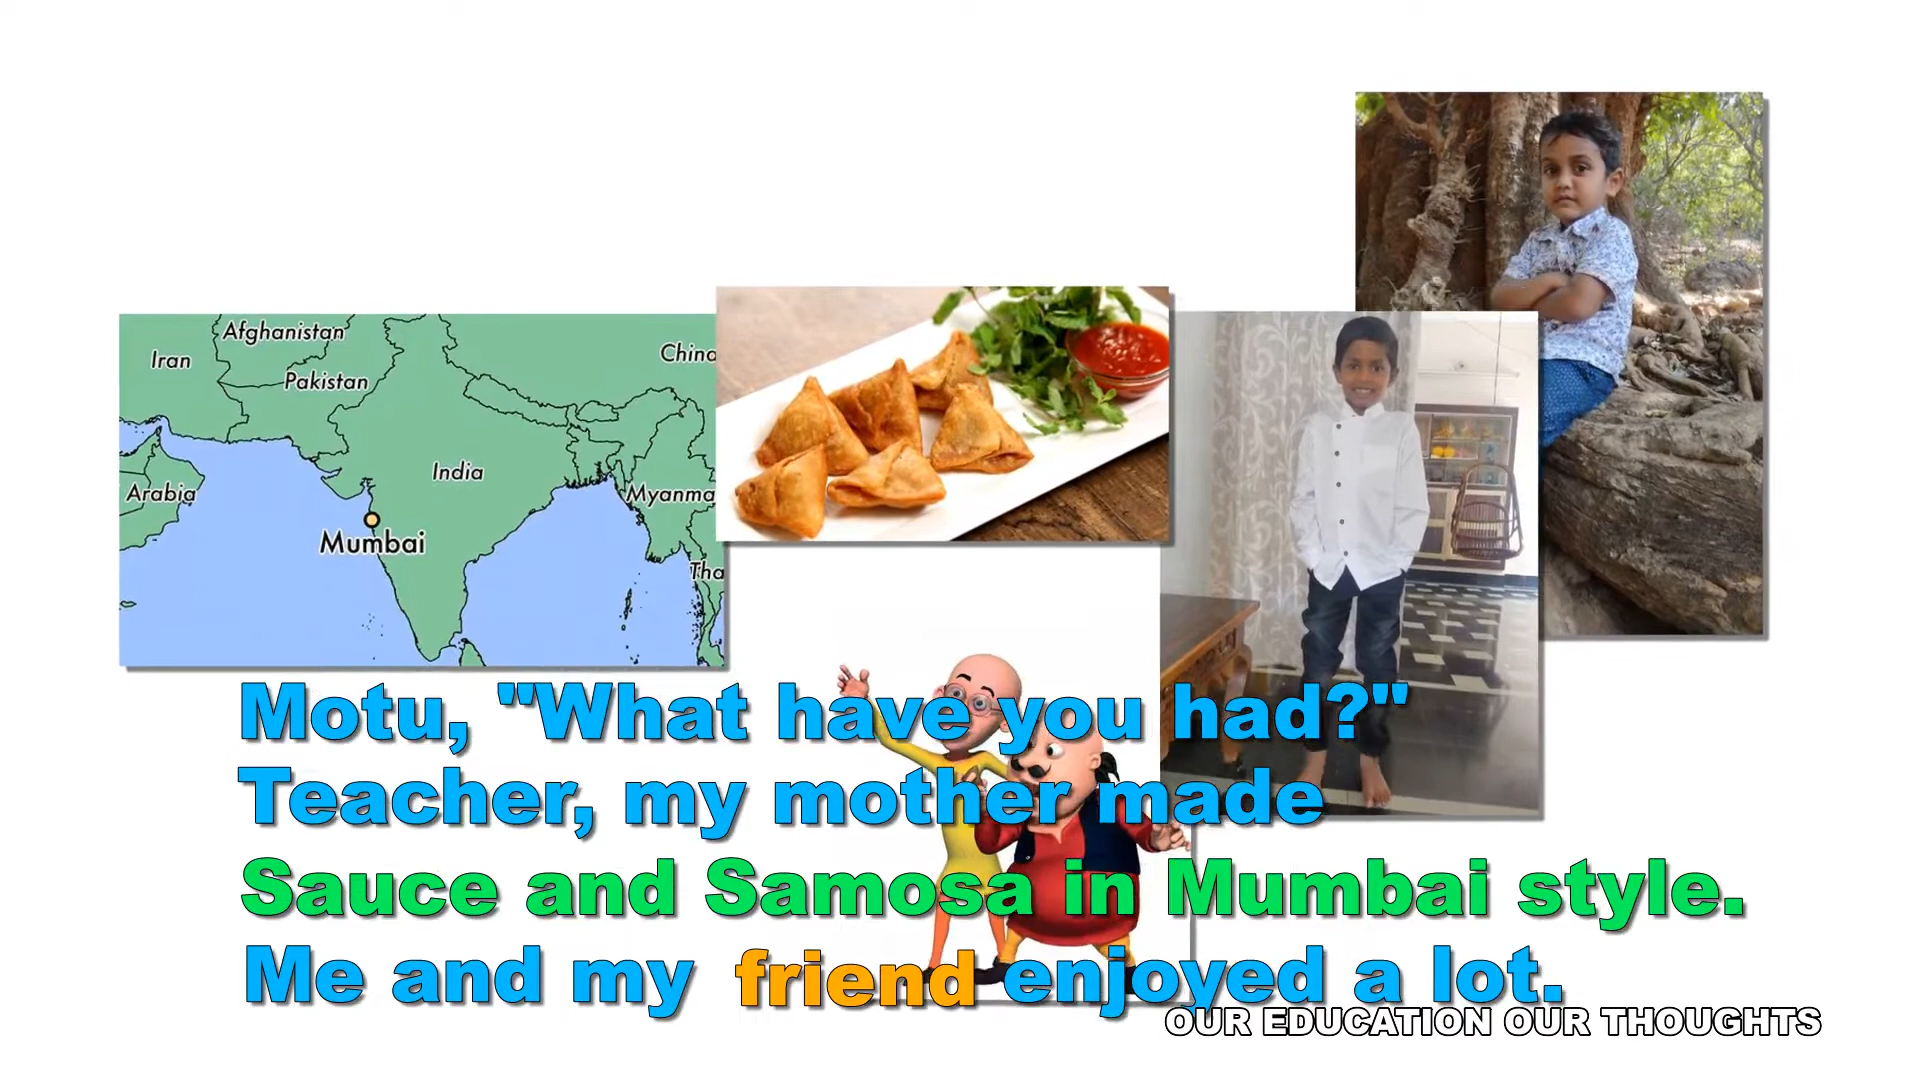 Afghanistan
Iran
China
Pakistan
India
Arabia
Myanma
Mumbai
Tha
Motu, "What have you had?"
Teacher, my mother made
Sauce and Samosa in Mumbai style.
Me and my friend enjoyed a lot.
OUR EDUCATION OUR THOUGHTS